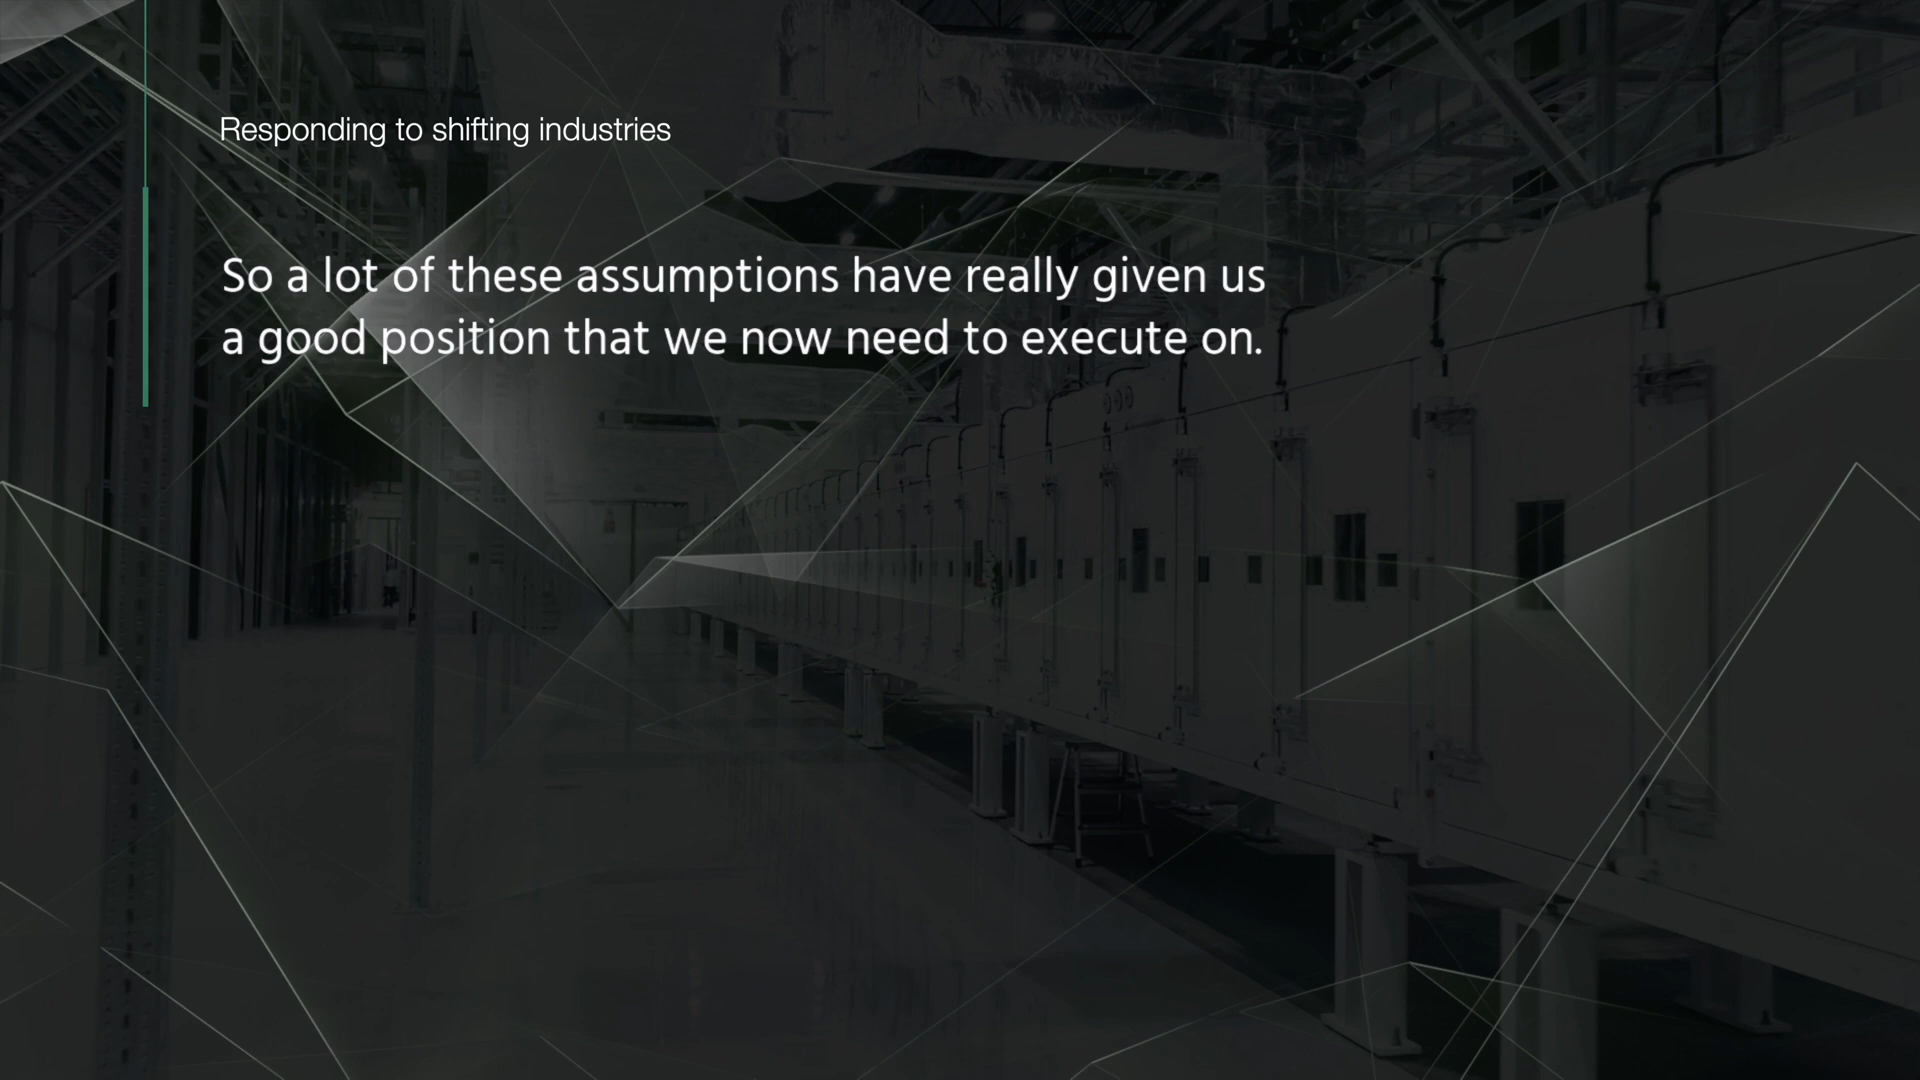 Responding to shifting industries
So a lot of these assumptions have really given us
a good position that we now need to execute on.